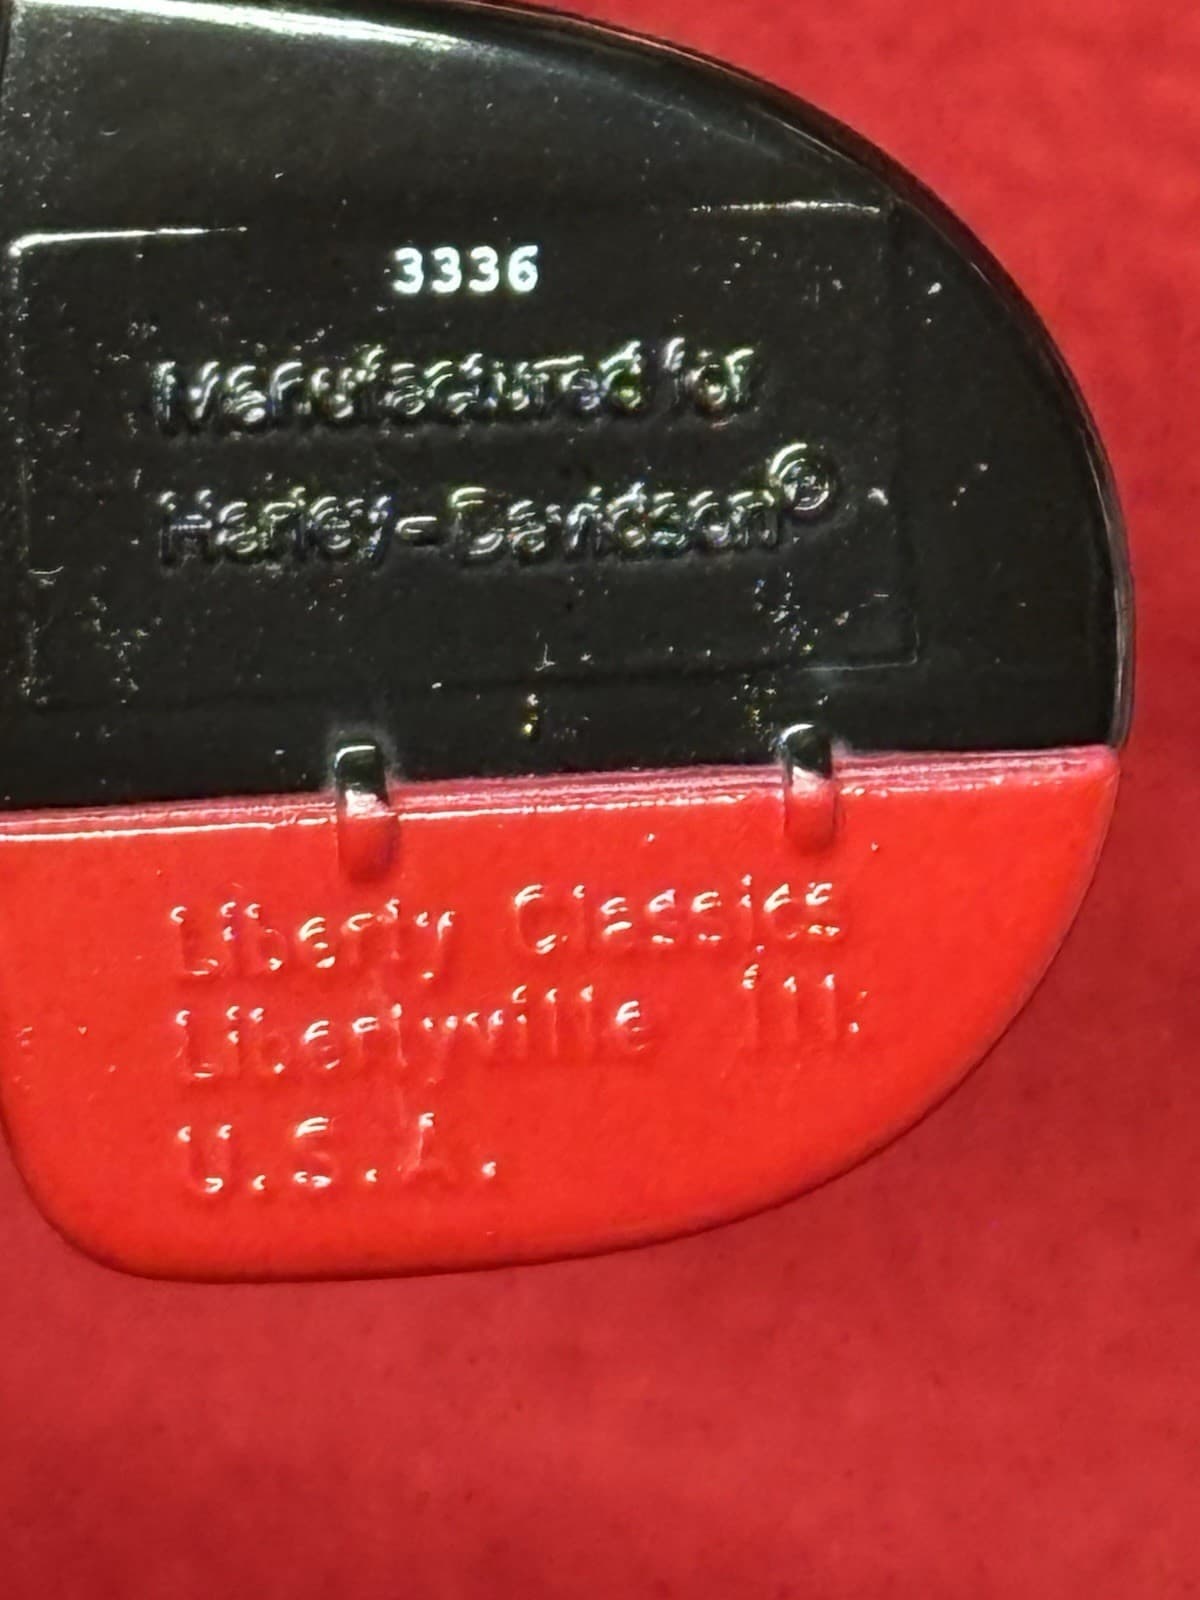 3336
Manufactured for
Harley-Davidson®
Liberty Classics
Libertyville Ill.
U.S.A.